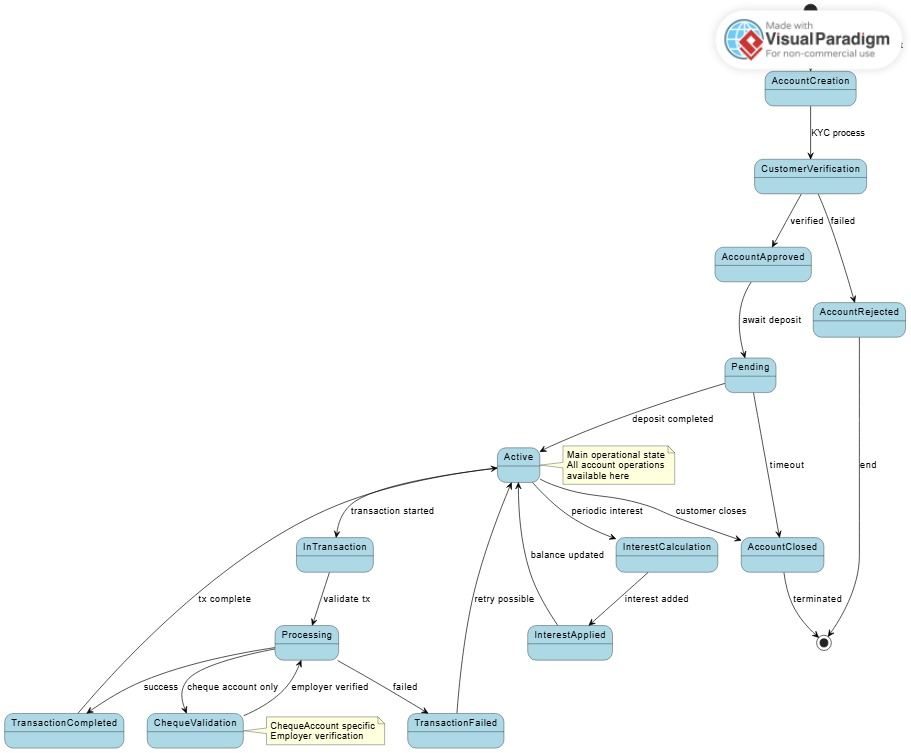 Made with
Visual Paradigm
For non-commercial use
AccountCreation
KYC process
CustomerVerification
verified
failed
AccountApproved
AccountRejected
await deposit
Pending
deposit completed
Active
Main operational state
All account operations
available here
timeout
end
transaction started
periodic interest
customer closes
InTransaction
balance updated
InterestCalculation
AccountClosed
tx complete
validate tx
retry possible
interest added
terminated
Processing
InterestApplied
success
cheque account only
employer verified
failed
TransactionCompleted
ChequeValidation
ChequeAccount specific
Employer verification
TransactionFailed